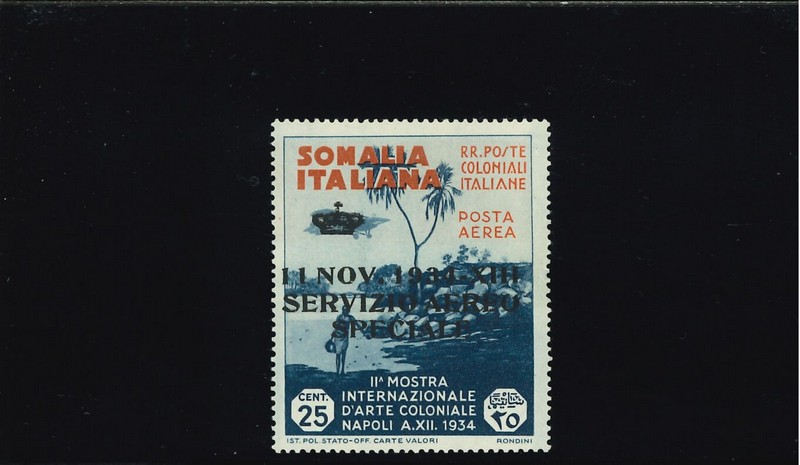 SOMALIA
ITALIANA
RR. POSTE
COLONIALI
ITALIANE
POSTA
AEREA
11 NOV. 1934-XIII
SERVIZIO AEREO
SPECIALE
IIA MOSTRA
INTERNAZIONALE
D'ARTE COLONIALE
NAPOLI A.XII. 1934
CENT.
25
٢٥
IST. POL. STATO-OFF. CARTE VALORI
RONDINI